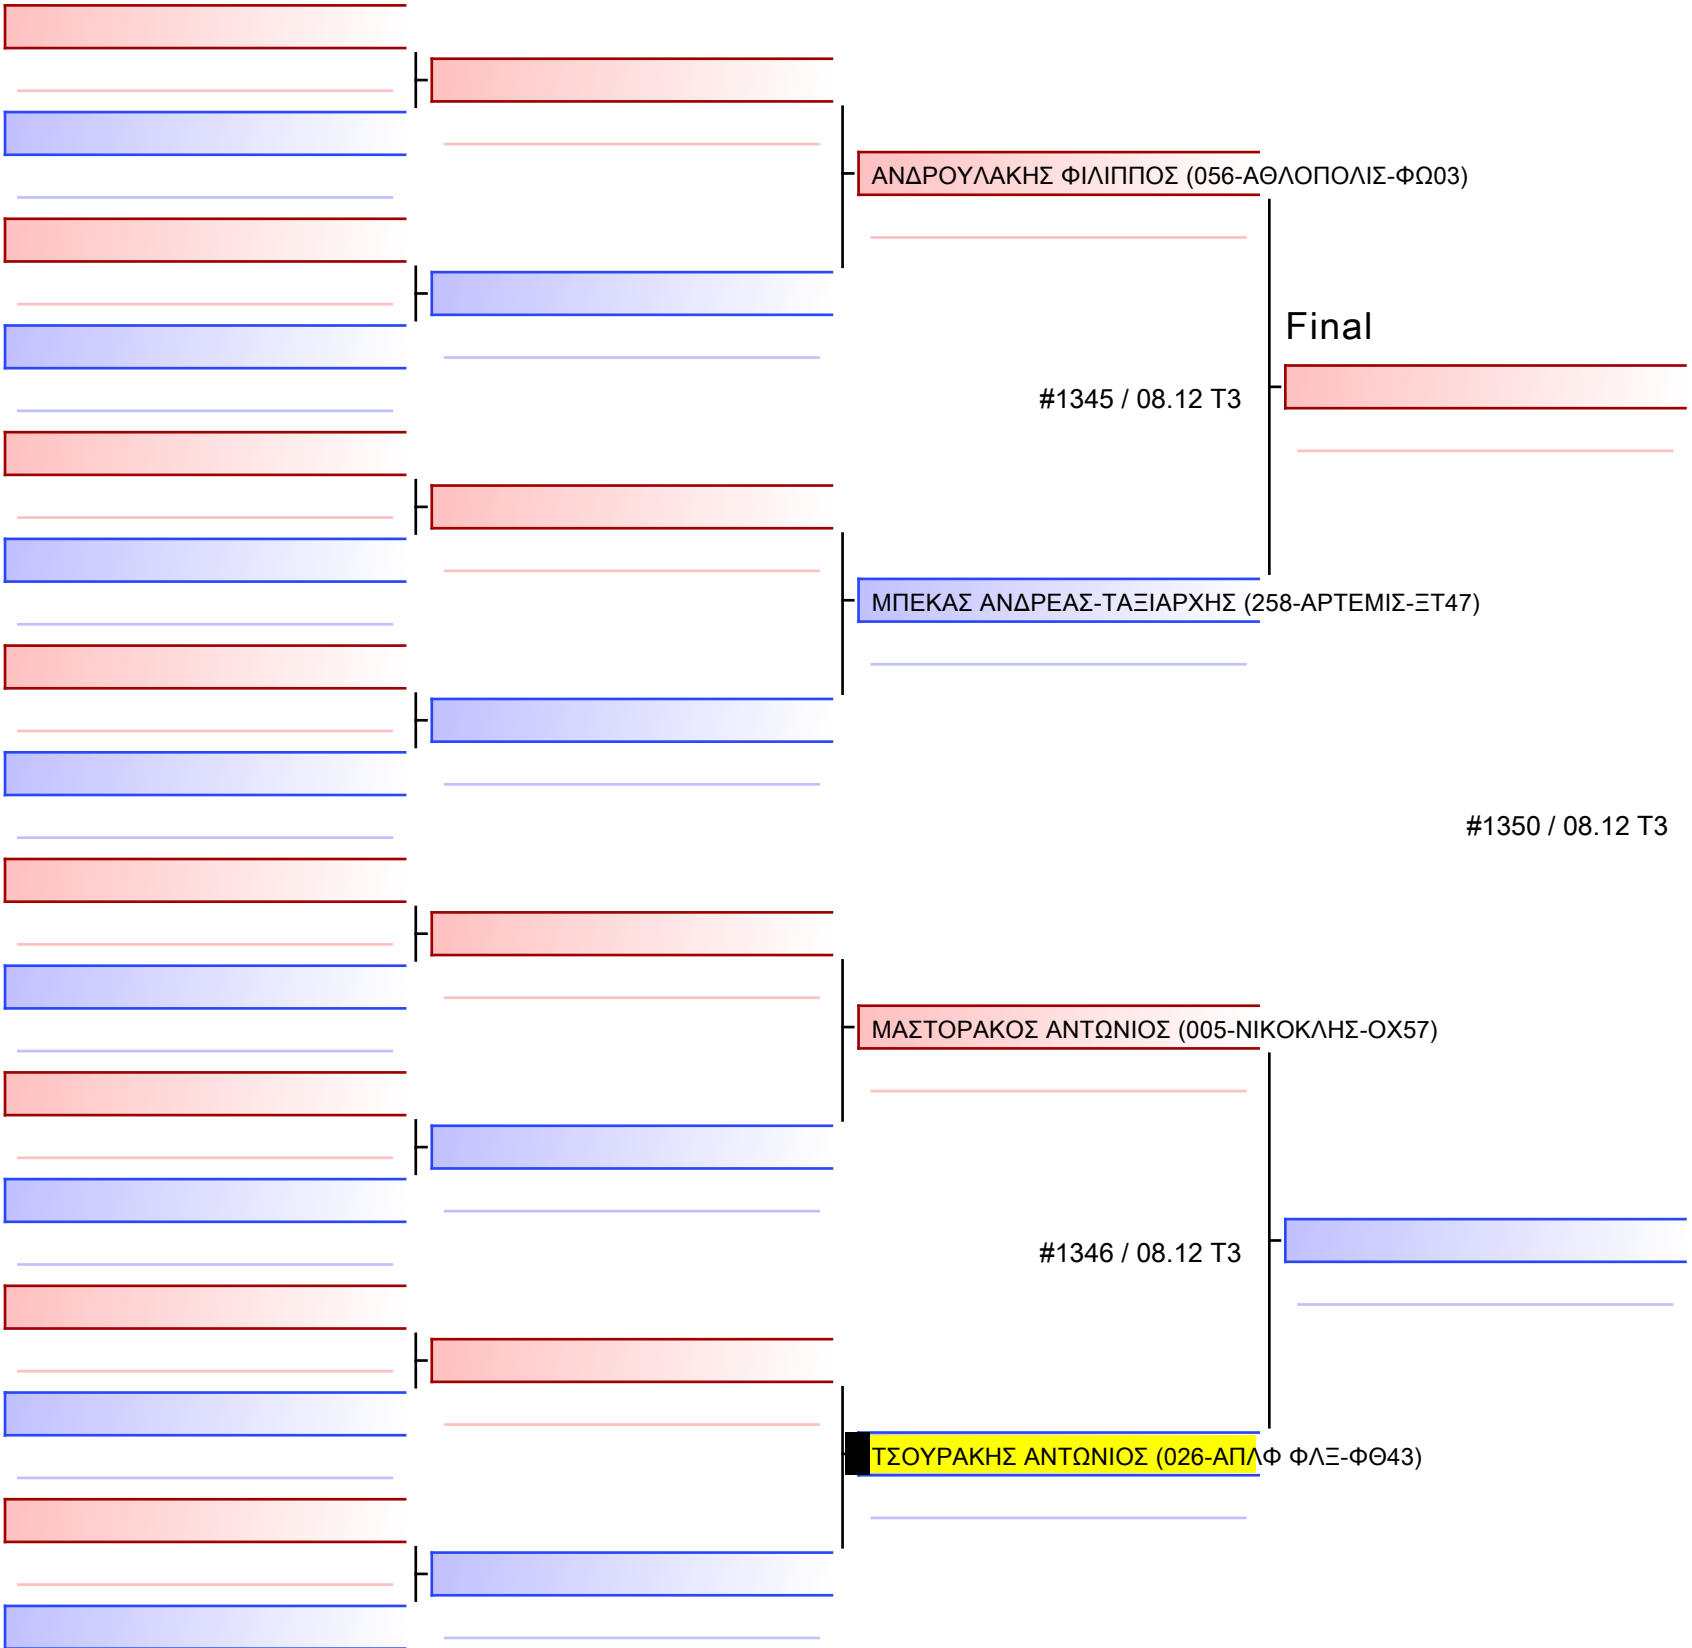 ΑΝΔΡΟΥΛΑΚΗΣ ΦΙΛΙΠΠΟΣ (056-ΑΘΛΟΠΟΛΙΣ-ΦΩ03)
Final
#1345 / 08.12 T3
ΜΠΕΚΑΣ ΑΝΔΡΕΑΣ-ΤΑΞΙΑΡΧΗΣ (258-ΑΡΤΕΜΙΣ-ΞΤ47)
#1350 / 08.12 T3
ΜΑΣΤΟΡΑΚΟΣ ΑΝΤΩΝΙΟΣ (005-ΝΙΚΟΚΛΗΣ-ΟΧ57)
#1346 / 08.12 T3
ΤΣΟΥΡΑΚΗΣ ΑΝΤΩΝΙΟΣ (026-ΑΠΛΦ ΦΛΞ-ΦΘ43)